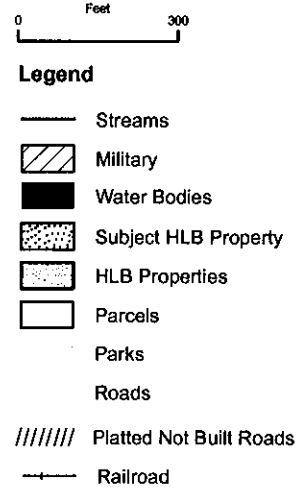 Feet
0 300
Legend
Streams
Military
Water Bodies
Subject HLB Property
HLB Properties
Parcels
Parks
Roads
Platted Not Built Roads
Railroad